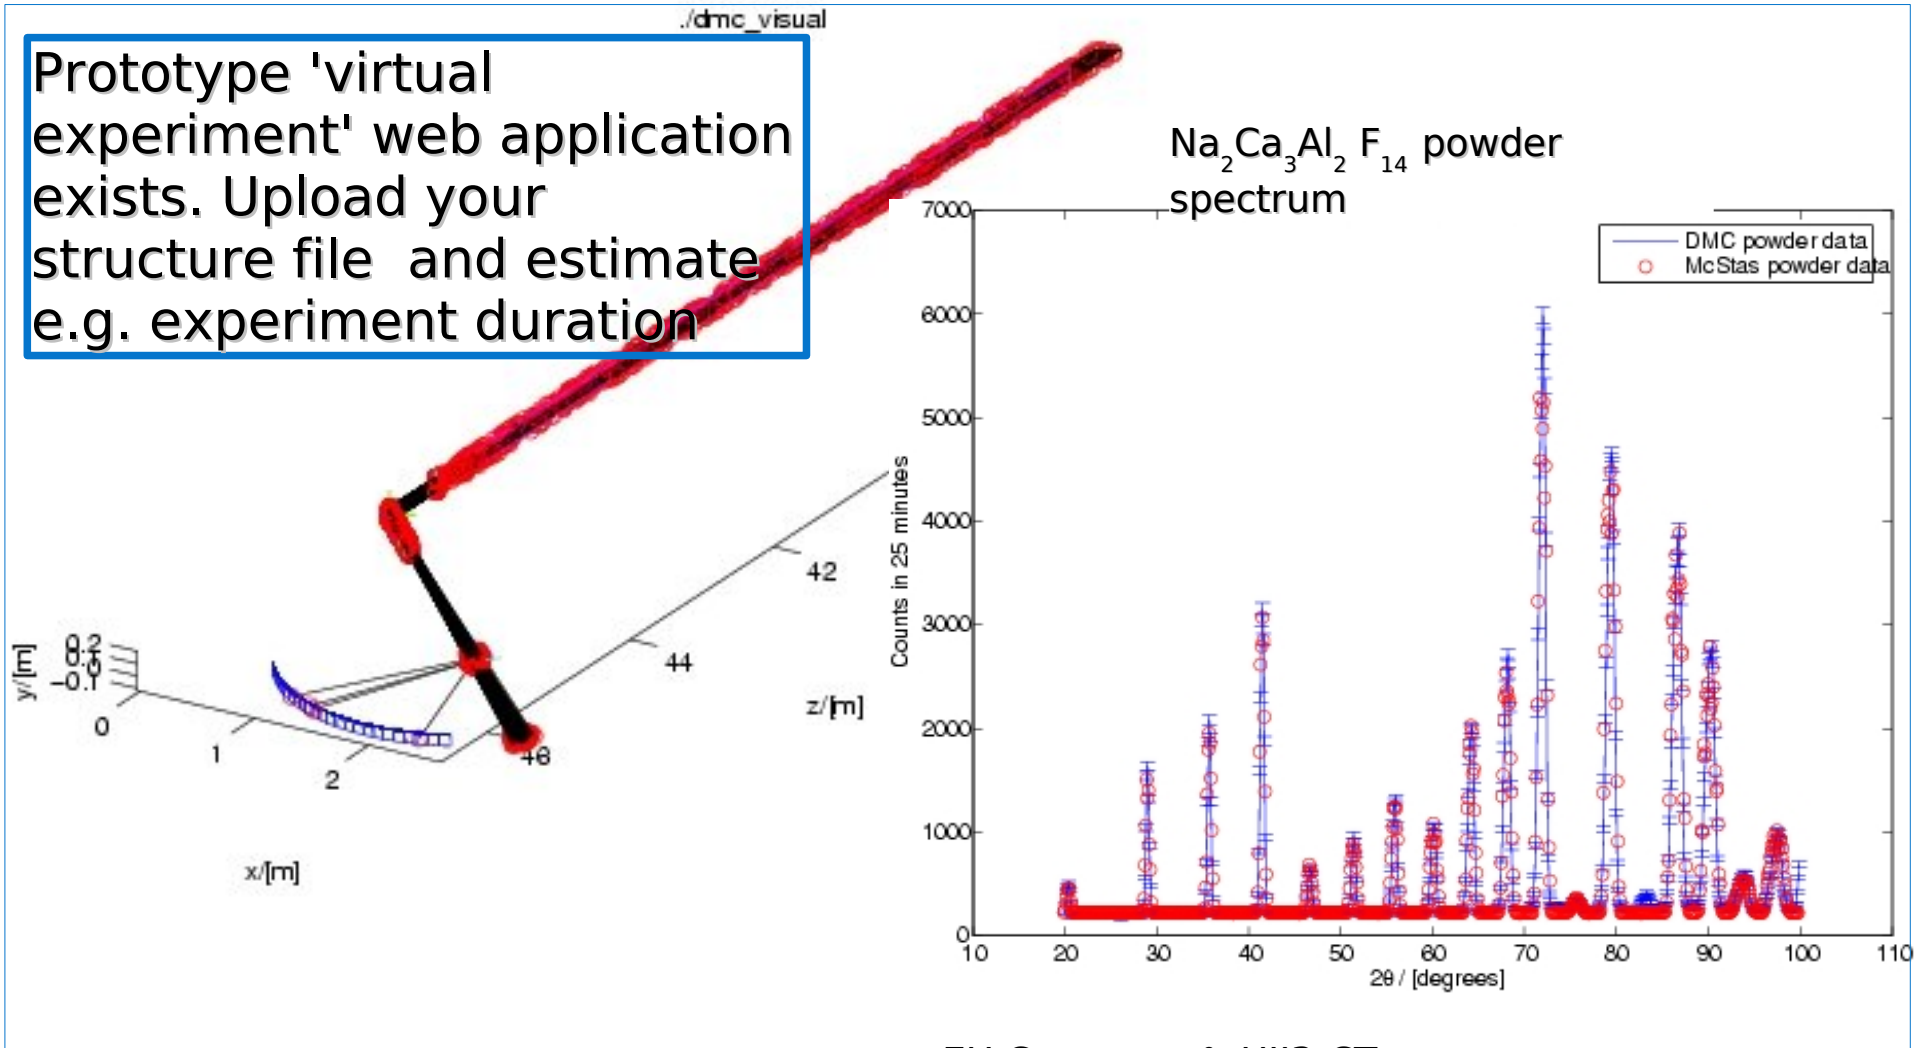 ./dmc_visual
Prototype 'virtual
experiment' web application
exists. Upload your
structure file  and estimate
e.g. experiment duration
Na2Ca3Al2 F14 powder
spectrum
DMC powder data
McStas powder data
7000
6000
5000
4000
3000
2000
1000
0
Counts in 25 minutes
10 20 30 40 50 60 70 80 90 100 110
2θ / [degrees]
y/[m]
0.2
0
−0.1
0
1
2
x/[m]
42
44
46
z/[m]